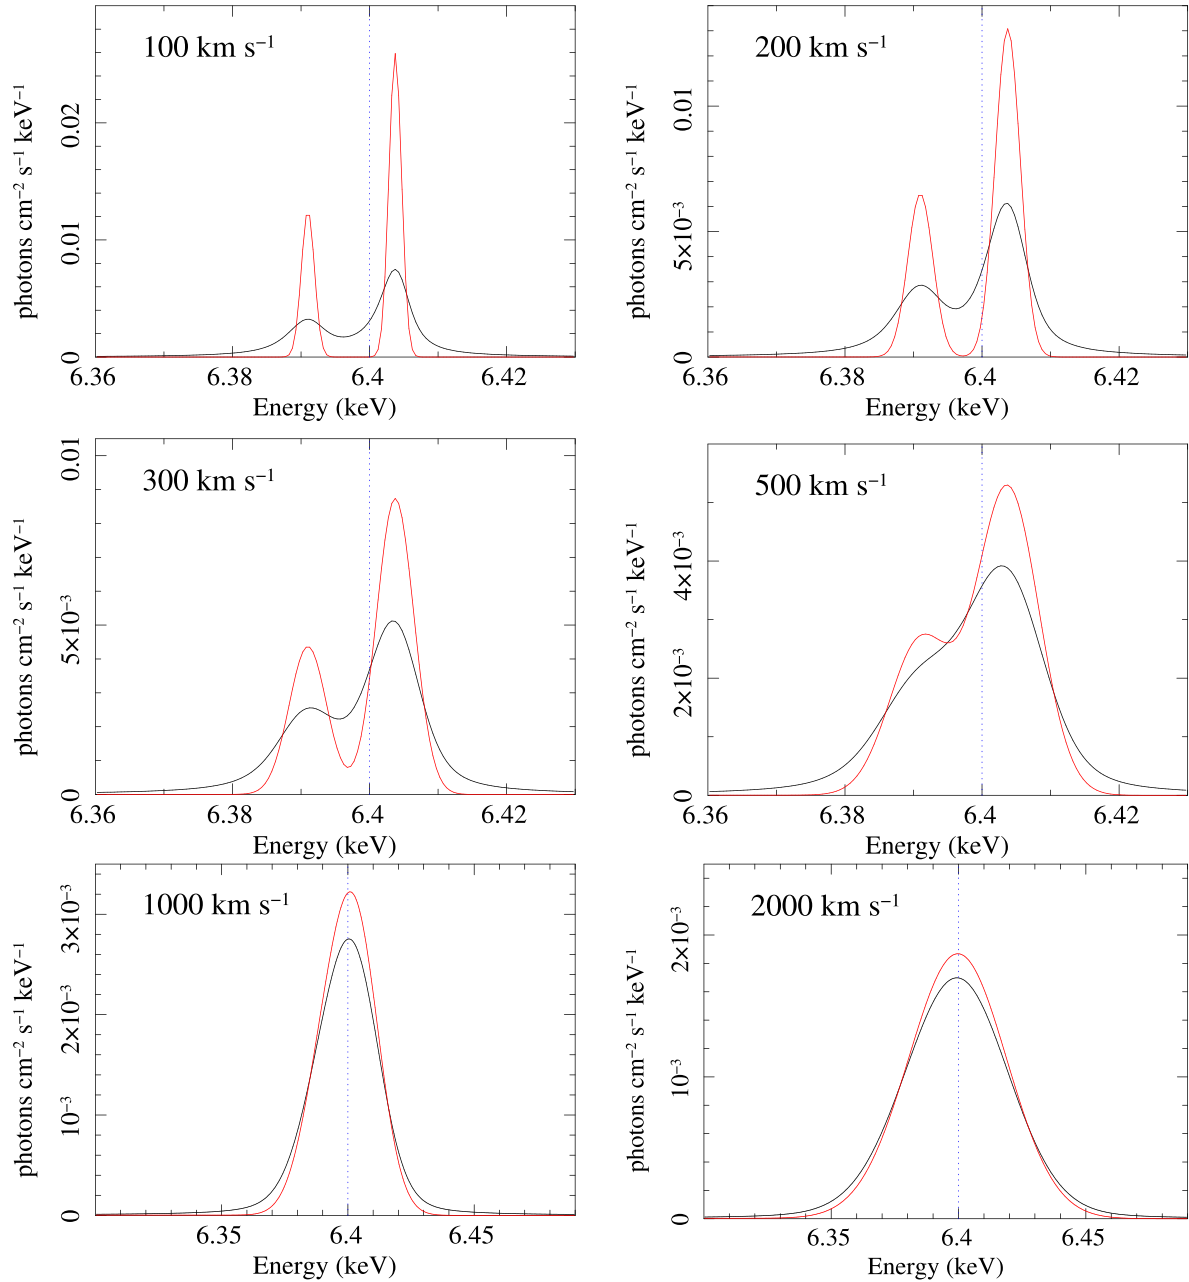 100 km s⁻¹
photons cm⁻² s⁻¹ keV⁻¹
0.02
0.01
0
6.36 6.38 6.4 6.42
Energy (keV)
200 km s⁻¹
photons cm⁻² s⁻¹ keV⁻¹
0.01
5×10⁻³
0
6.36 6.38 6.4 6.42
Energy (keV)
300 km s⁻¹
photons cm⁻² s⁻¹ keV⁻¹
0.01
5×10⁻³
0
6.36 6.38 6.4 6.42
Energy (keV)
500 km s⁻¹
photons cm⁻² s⁻¹ keV⁻¹
4×10⁻³
2×10⁻³
0
6.36 6.38 6.4 6.42
Energy (keV)
1000 km s⁻¹
photons cm⁻² s⁻¹ keV⁻¹
3×10⁻³
2×10⁻³
10⁻³
0
6.35 6.4 6.45
Energy (keV)
2000 km s⁻¹
photons cm⁻² s⁻¹ keV⁻¹
2×10⁻³
10⁻³
0
6.35 6.4 6.45
Energy (keV)